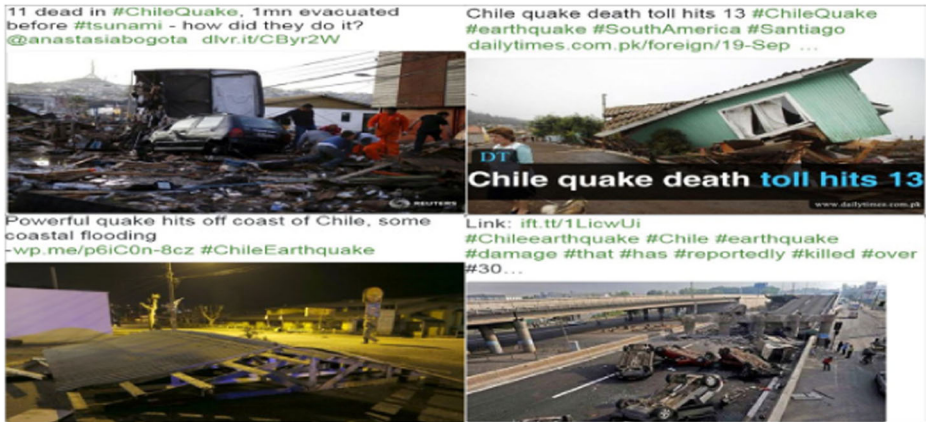 11 dead in #ChileQuake, 1mn evacuated
before #tsunami - how did they do it?
@anastasiabogota dlvr.it/CByr2W
REUTERS
Chile quake death toll hits 13 #ChileQuake
#earthquake #SouthAmerica #Santiago
dailytimes.com.pk/foreign/19-Sep ...
DT
Chile quake death toll hits 13
www.dailytimes.com.pk
Powerful quake hits off coast of Chile, some
coastal flooding
-wp.me/p6iC0n-8cz #ChileEarthquake
Link: ift.tt/1LicwUi
#Chileearthquake #Chile #earthquake
#damage #that #has #reportedly #killed #over
#30...